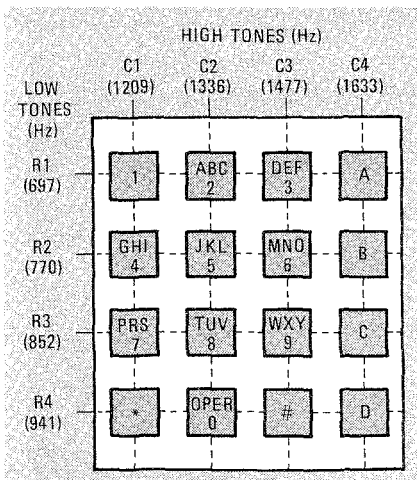 HIGH TONES (Hz)
C1 C2 C3 C4
(1209) (1336) (1477) (1633)
LOW
TONES
(Hz)
R1
(697)
1
ABC
2
DEF
3
A
R2
(770)
GHI
4
JKL
5
MNO
6
B
R3
(852)
PRS
7
TUV
8
WXY
9
C
R4
(941)
*
OPER
0
#
D